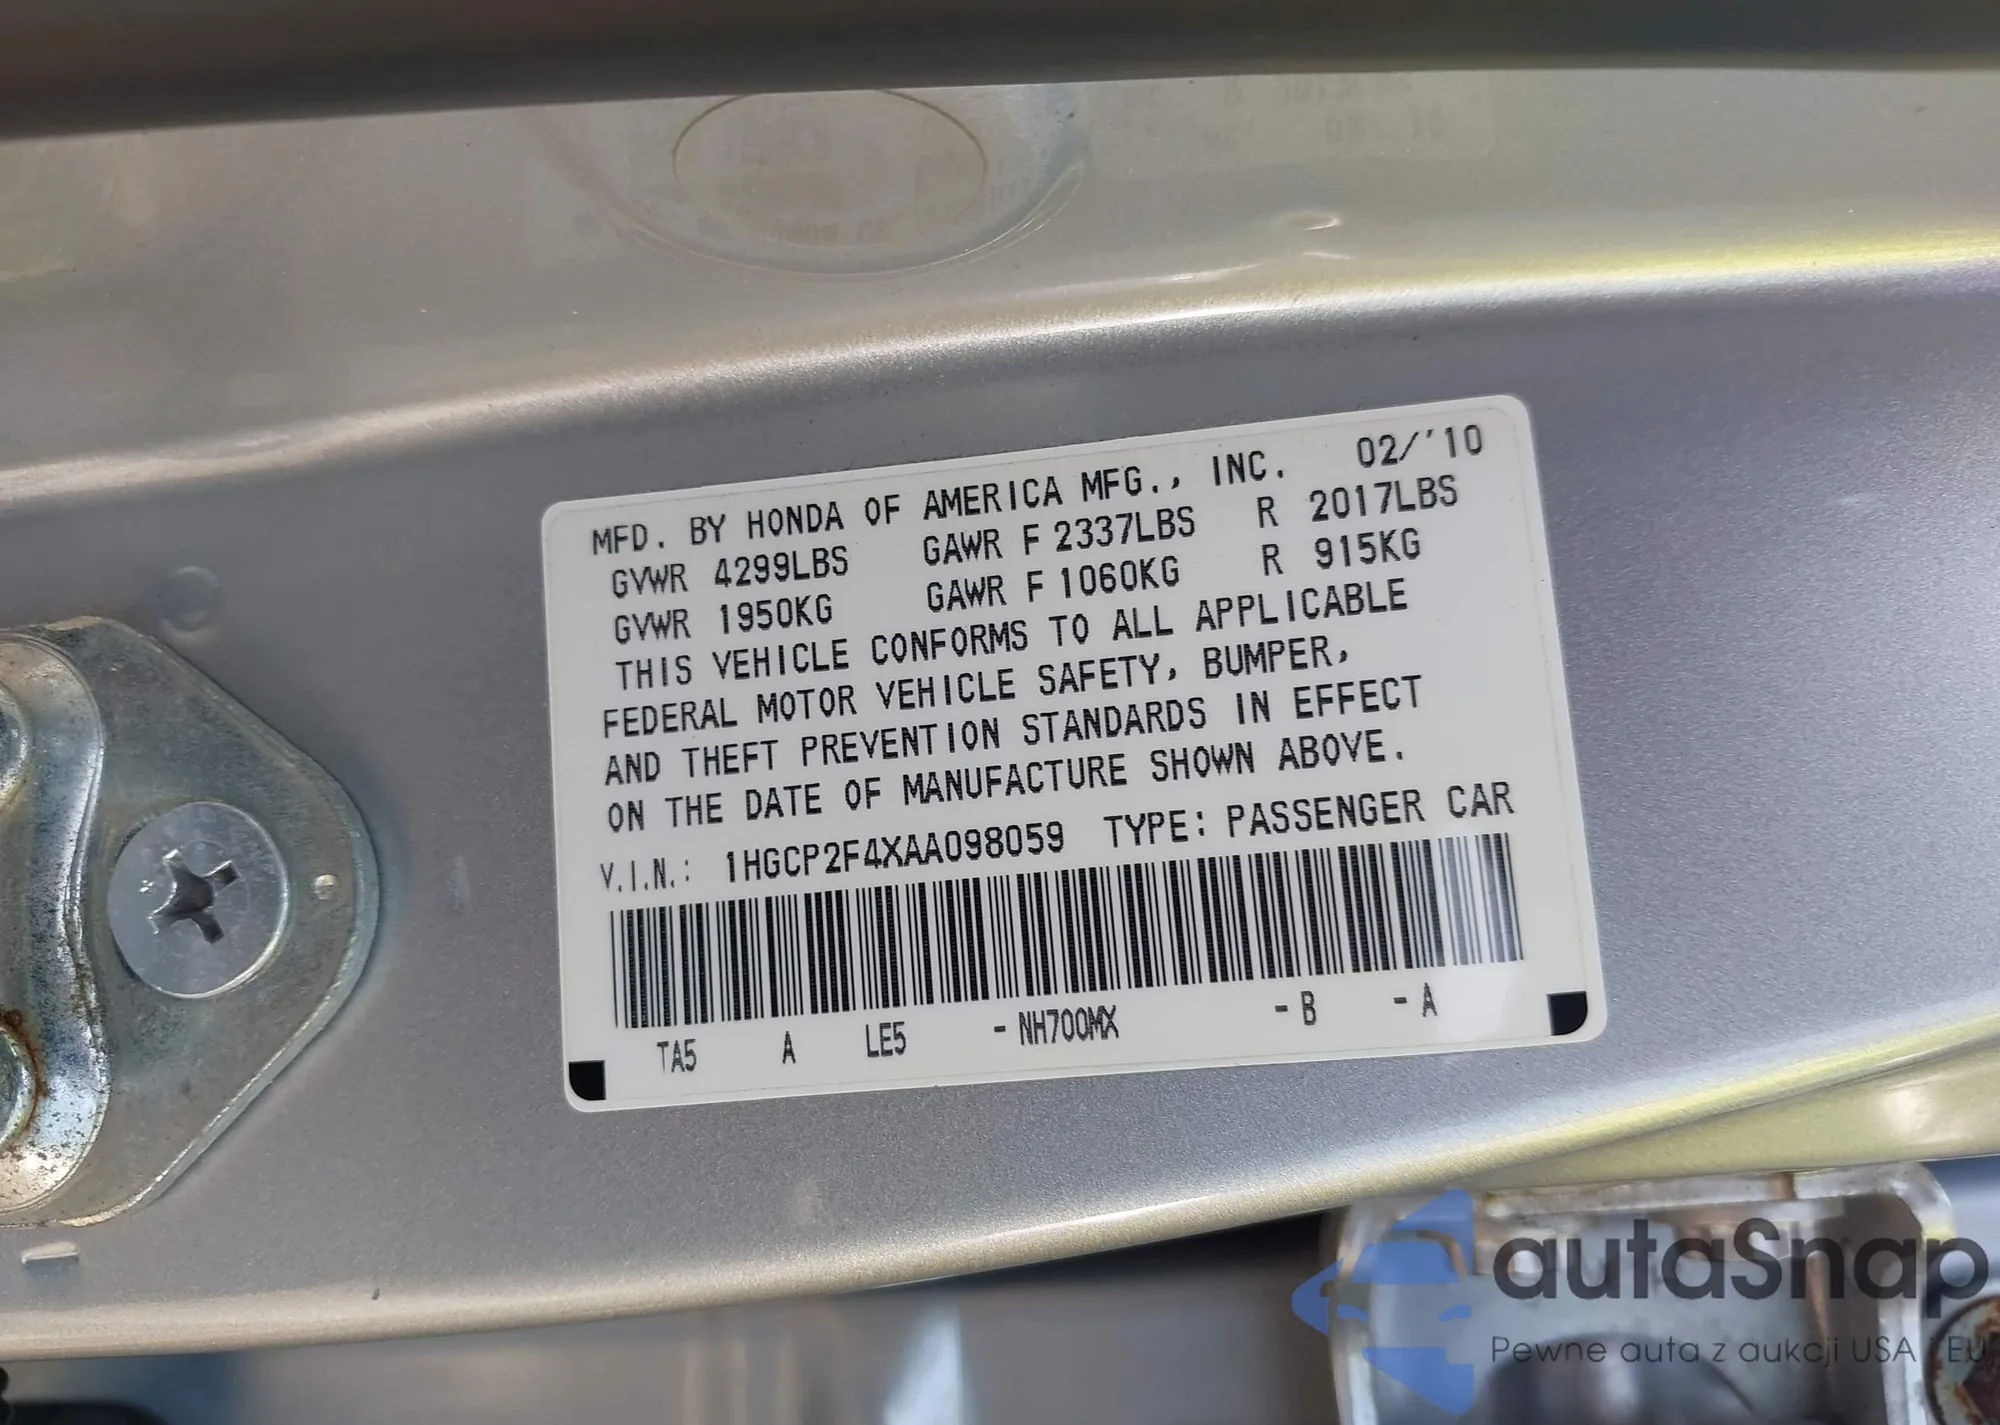 MFD. BY HONDA OF AMERICA MFG., INC. 02/'10
GVWR 4299LBS GAWR F 2337LBS R 2017LBS
GVWR 1950KG GAWR F 1060KG R 915KG
THIS VEHICLE CONFORMS TO ALL APPLICABLE
FEDERAL MOTOR VEHICLE SAFETY, BUMPER,
AND THEFT PREVENTION STANDARDS IN EFFECT
ON THE DATE OF MANUFACTURE SHOWN ABOVE.
V.I.N.: 1HGCP2F4XAA098059 TYPE: PASSENGER CAR
TA5 A LE5 - NH700MX - B - A
autaSnap
Pewne auta z aukcji USA i EU